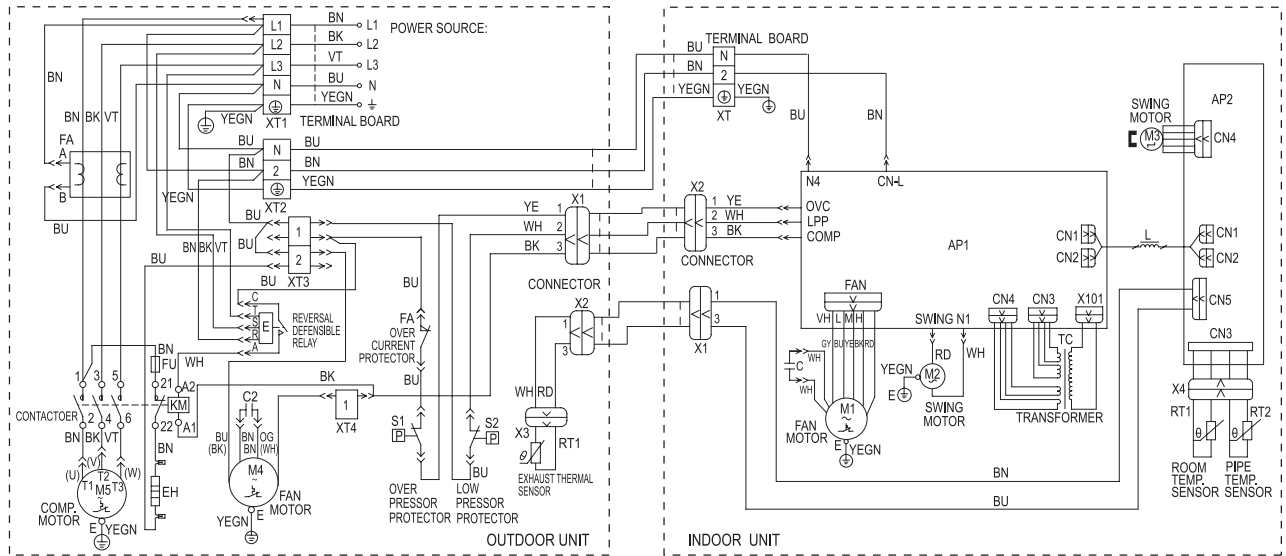 BN
L1
BN
L1
POWER SOURCE:
L2
BK
L2
L3
VT
L3
N
BU
N
YEGN
YEGN
XT1
TERMINAL BOARD
BN
BN BK VT
FA
A
B
BU
YEGN
BU
BN
N
2
XT2
BU
BN
YEGN
BU
BU
1
2
XT3
BN BK VT
BU
BU
C
T
S
R
A
E
REVERSAL
DEFENSIBLE
RELAY
WH
BN
FU
1
3
5
21
A2
KM
CONTACTOER
2
4
6
22
A1
BN BK VT
BN
(U)
(V)
(W)
T1
T2
T3
M5
~
COMP.
MOTOR
E
YEGN
EH
C2
BU
(BK)
BN
BN
OG
(WH)
M4
~
FAN
MOTOR
YEGN
E
BK
1
XT4
BU
FA
OVER
CURRENT
PROTECTOR
BU
S1
P
OVER
PRESSOR
PROTECTOR
S2
P
BU
LOW
PRESSOR
PROTECTOR
YE
1
WH
2
BK
3
X1
CONNECTOR
X2
1
3
WH
RD
X3
RT1
θ
EXHAUST THERMAL
SENSOR
OUTDOOR UNIT
TERMINAL BOARD
BU
N
BN
2
YEGN
YEGN
XT
BU
BN
X2
1
YE
2
WH
3
BK
CONNECTOR
N4
CN-L
OVC
LPP
COMP
AP1
CN1
CN2
L
X1
1
3
FAN
VH
L
M
H
GY
BU
YE
BK
RD
WH
C
WH
M1
~
FAN
MOTOR
E
YEGN
SWING N1
RD
WH
YEGN
E
M2
~
SWING
MOTOR
CN4
CN3
X101
TC
TRANSFORMER
BN
BU
AP2
SWING
MOTOR
M3
CN4
CN1
CN2
CN5
CN3
X4
RT1
θ
RT2
θ
ROOM
TEMP.
SENSOR
PIPE
TEMP.
SENSOR
INDOOR UNIT